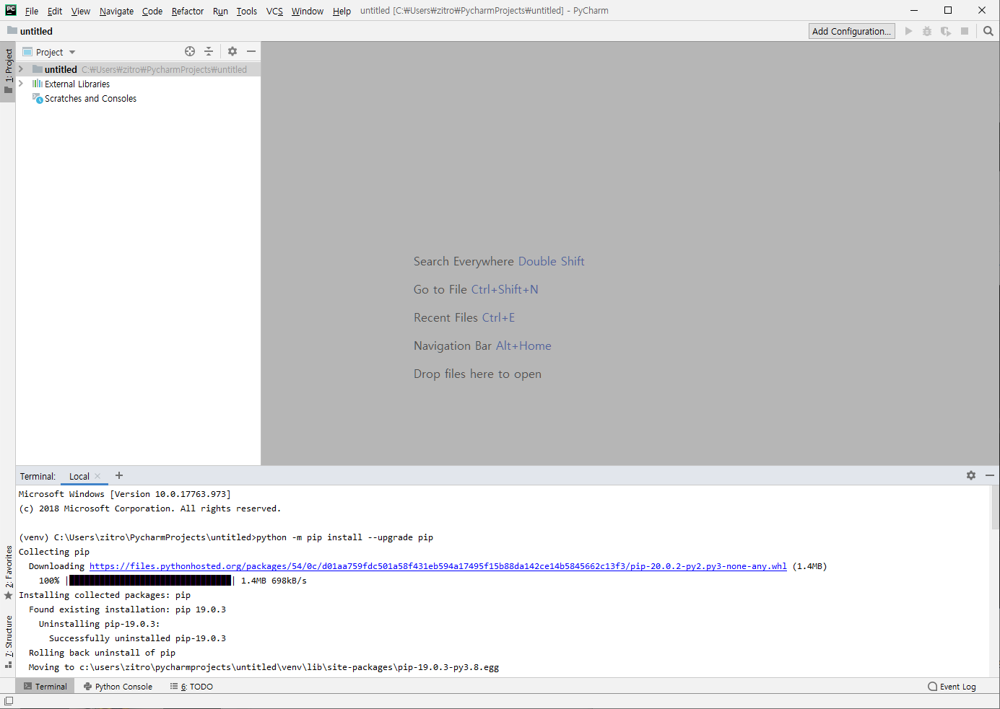 PC File Edit View Navigate Code Refactor Run Tools VCS Window Help untitled [C:₩Users₩zitro₩PycharmProjects₩untitled] - PyCharm
untitled Add Configuration...
1: Project
Project
untitled C:₩Users₩zitro₩PycharmProjects₩untitled
External Libraries
Scratches and Consoles
Search Everywhere Double Shift
Go to File Ctrl+Shift+N
Recent Files Ctrl+E
Navigation Bar Alt+Home
Drop files here to open
Terminal: Local
Microsoft Windows [Version 10.0.17763.973]
(c) 2018 Microsoft Corporation. All rights reserved.
(venv) C:\Users\zitro\PycharmProjects\untitled>python -m pip install --upgrade pip
Collecting pip
Downloading https://files.pythonhosted.org/packages/54/0c/d01aa759fdc501a58f431eb594a17495f15b88da142ce14b5845662c13f3/pip-20.0.2-py2.py3-none-any.whl (1.4MB)
100% || 1.4MB 698kB/s
Installing collected packages: pip
Found existing installation: pip 19.0.3
Uninstalling pip-19.0.3:
Successfully uninstalled pip-19.0.3
Rolling back uninstall of pip
Moving to c:\users\zitro\pycharmprojects\untitled\venv\lib\site-packages\pip-19.0.3-py3.8.egg
2: Favorites
7: Structure
Terminal Python Console 6: TODO Event Log